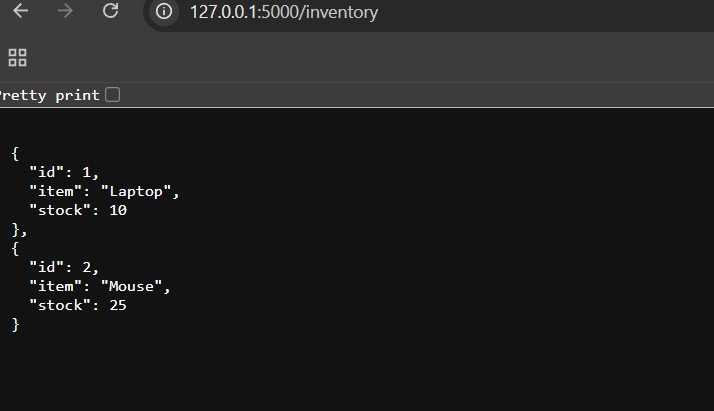 127.0.0.1:5000/inventory
retty print
{
"id": 1,
"item": "Laptop",
"stock": 10
},
{
"id": 2,
"item": "Mouse",
"stock": 25
}